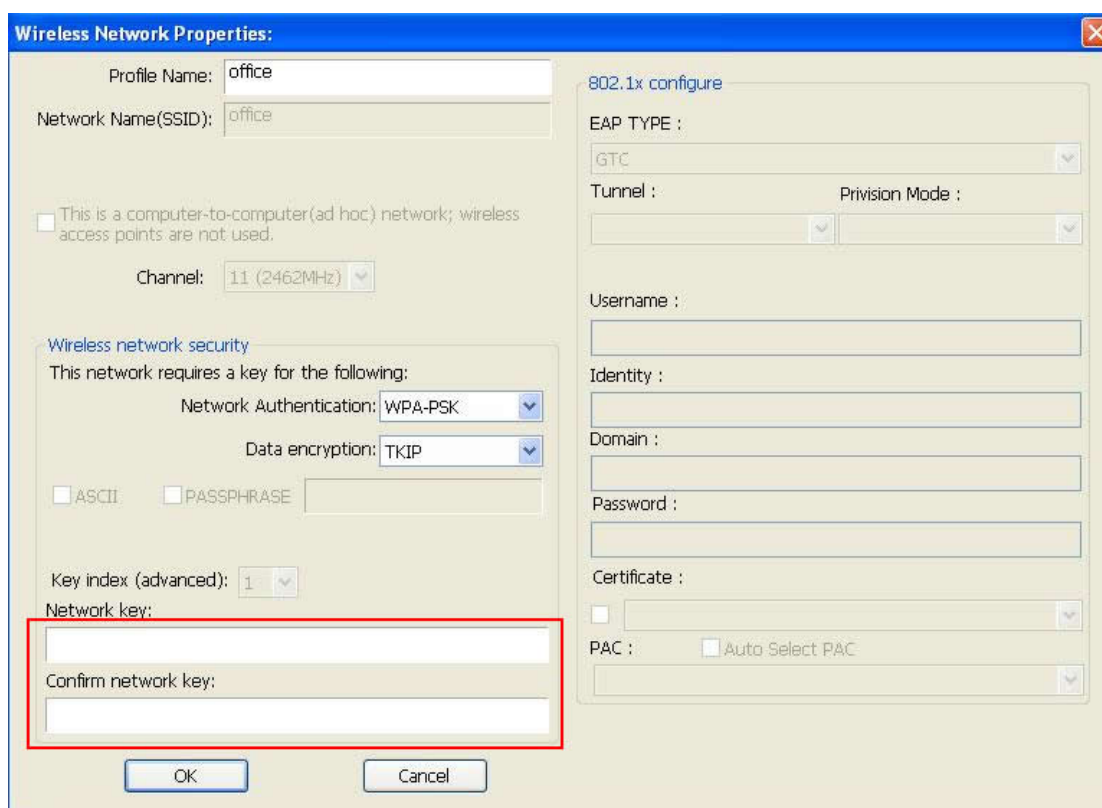 Wireless Network Properties:
Profile Name: office
Network Name(SSID): office
This is a computer-to-computer(ad hoc) network; wireless
access points are not used.
Channel: 11 (2462MHz)
Wireless network security
This network requires a key for the following:
Network Authentication: WPA-PSK
Data encryption: TKIP
ASCII PASSPHRASE
Key index (advanced): 1
Network key:
Confirm network key:
OK Cancel
802.1x configure
EAP TYPE :
GTC
Tunnel : Privision Mode :
Username :
Identity :
Domain :
Password :
Certificate :
PAC : Auto Select PAC